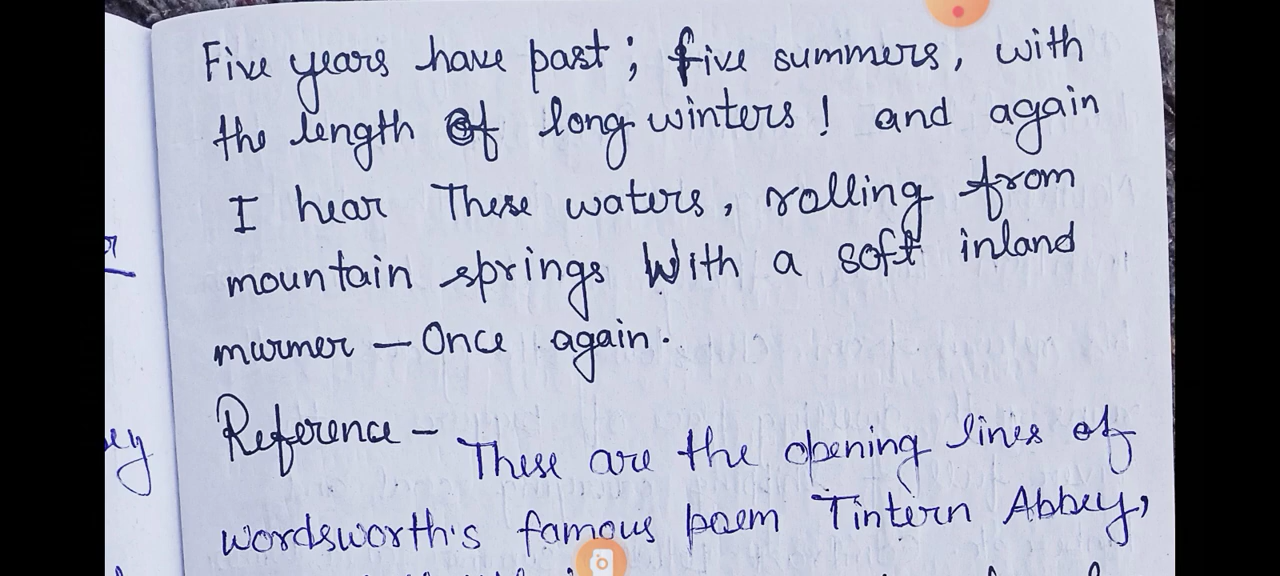 Five years have past; five summers, with
the length of long winters! and again
I hear These waters, rolling from
mountain springs With a soft inland
murmer — Once again.
Reference - These are the opening lines of
wordsworth's famous poem Tintern Abbey,